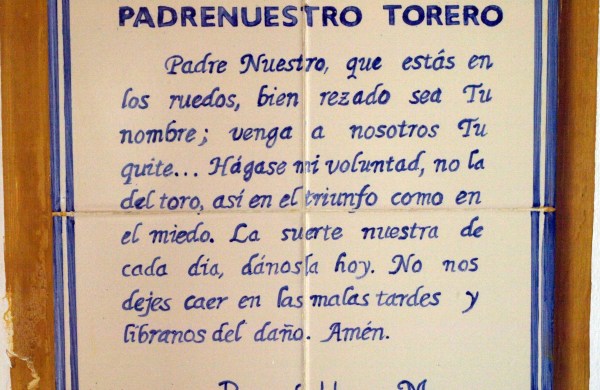 PADRENUESTRO TORERO
Padre Nuestro, que estás en
los ruedos, bien rezado sea Tu
nombre; venga a nosotros Tu
quite... Hágase mi voluntad, no la
del toro, así en el triunfo como en
el miedo. La suerte nuestra de
cada dia, dánosla hoy. No nos
dejes caer en las malas tardes y
libranos del daño. Amén.